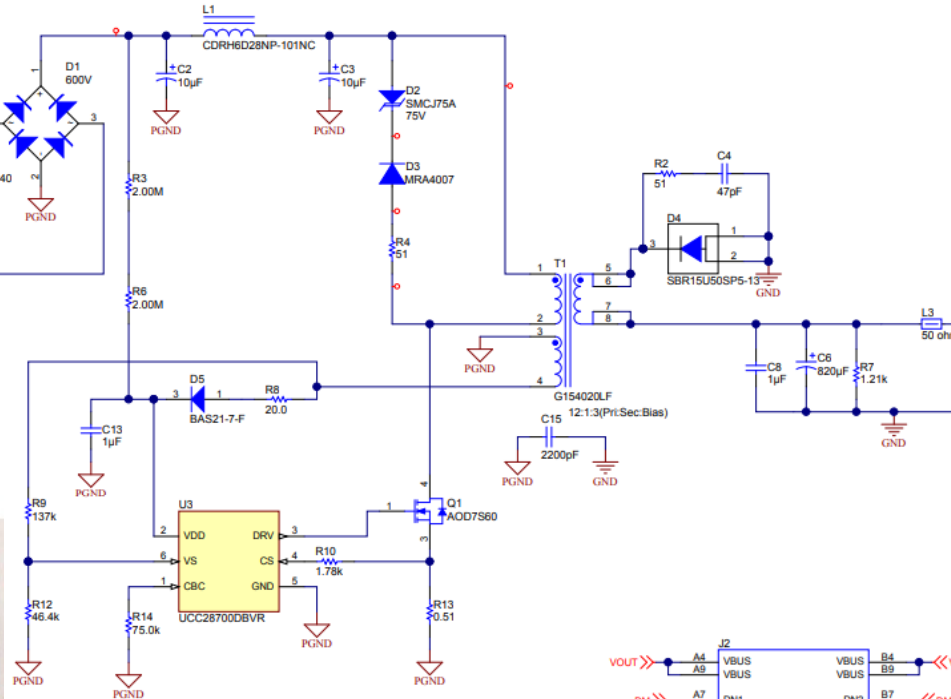 L1
CDRH6D28NP-101NC
D1
600V
1
C2
10µF
PGND
C3
10µF
PGND
D2
SMCJ75A
75V
3
2
40
PGND
R3
2.00M
D3
MRA4007
R4
51
R2
51
C4
47pF
D4
3
1
2
SBR15U50SP5-13
GND
R6
2.00M
T1
1
5
6
2
7
8
3
PGND
4
L3
50 oh
C8
1µF
C6
820µF
R7
1.21k
GND
G154020LF
12:1:3(Pri:Sec:Bias)
D5
3
1
BAS21-7-F
R8
20.0
C13
1µF
PGND
C15
2200pF
PGND
GND
R9
137k
U3
2
VDD
DRV
3
6
VS
CS
4
1
CBC
GND
5
UCC28700DBVR
R10
1.78k
4
1
Q1
AOD7S60
3
R12
46.4k
PGND
R14
75.0k
PGND
PGND
R13
0.51
PGND
J2
VOUT
A4
VBUS
VBUS
B4
A9
VBUS
VBUS
B9
A7
B7